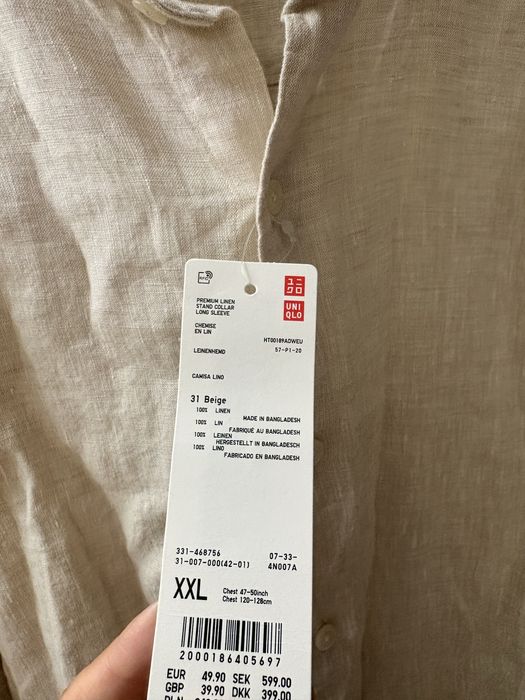 RFID
ユニ
クロ
UNI
QLO
PREMIUM LINEN
STAND COLLAR
LONG SLEEVE
CHEMISE
EN LIN
HT00189ADWEU
LEINENHEMD 57-P1-20
CAMISA LINO
31 Beige
100% LINEN
MADE IN BANGLADESH
100% LIN
FABRIQUÉ AU BANGLADESH
100% LEINEN
HERGESTELLT IN BANGLADESCH
100% LINO
FABRICADO EN BANGLADESH
331-468756 07-33-
31-007-000(42-01) 4N007A
XXL
Chest 47-50inch
Chest 120-128cm
2000186405697
EUR 49.90 SEK 599.00
GBP 39.90 DKK 399.00
PLN